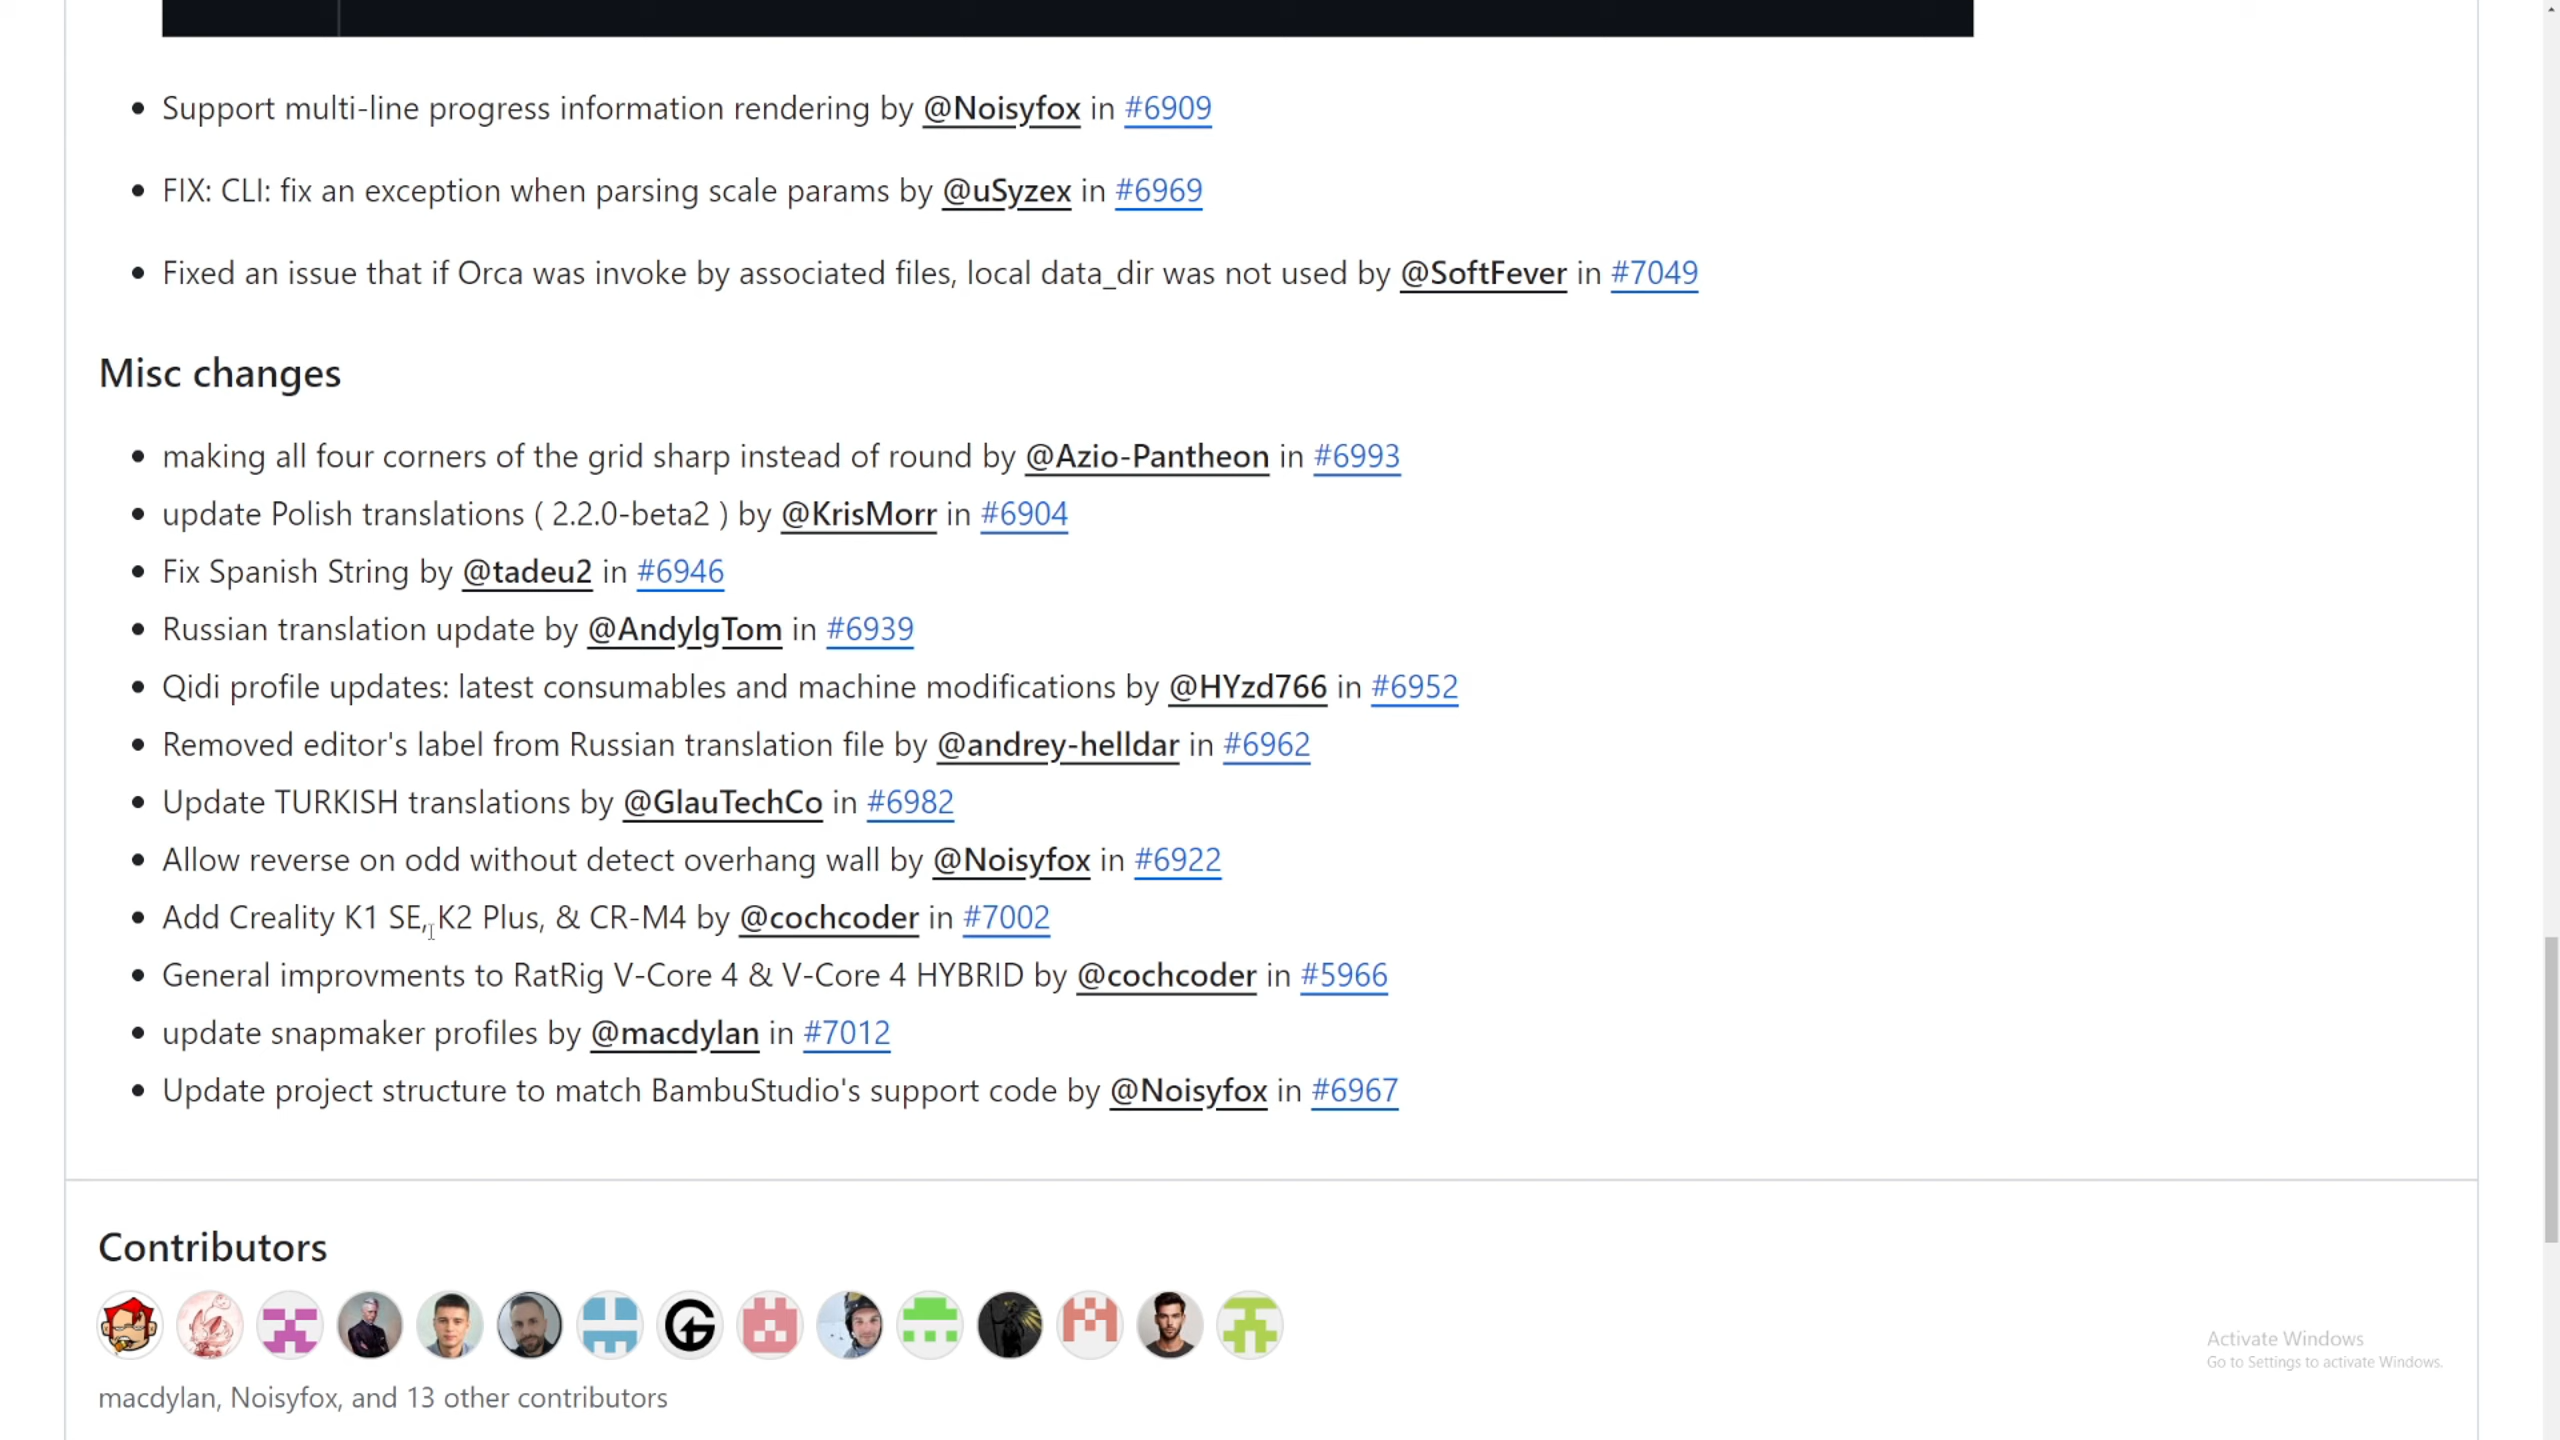 Support multi-line progress information rendering by @Noisyfox in #6909
FIX: CLI: fix an exception when parsing scale params by @uSyzex in #6969
Fixed an issue that if Orca was invoke by associated files, local data_dir was not used by @SoftFever in #7049
Misc changes
making all four corners of the grid sharp instead of round by @Azio-Pantheon in #6993
update Polish translations ( 2.2.0-beta2 ) by @KrisMorr in #6904
Fix Spanish String by @tadeu2 in #6946
Russian translation update by @AndylgTom in #6939
Qidi profile updates: latest consumables and machine modifications by @HYzd766 in #6952
Removed editor's label from Russian translation file by @andrey-helldar in #6962
Update TURKISH translations by @GlauTechCo in #6982
Allow reverse on odd without detect overhang wall by @Noisyfox in #6922
Add Creality K1 SE, K2 Plus, & CR-M4 by @cochcoder in #7002
General improvments to RatRig V-Core 4 & V-Core 4 HYBRID by @cochcoder in #5966
update snapmaker profiles by @macdylan in #7012
Update project structure to match BambuStudio's support code by @Noisyfox in #6967
Contributors
macdylan, Noisyfox, and 13 other contributors
Activate Windows
Go to Settings to activate Windows.